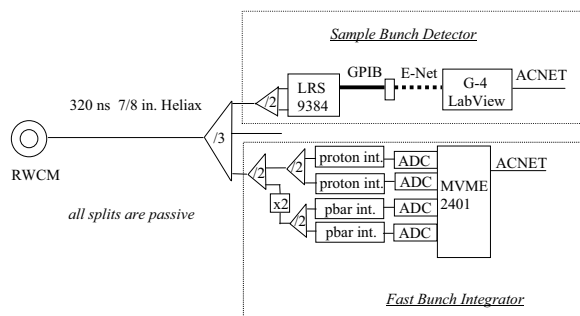 Sample Bunch Detector
GPIB
E-Net
ACNET
/2
LRS
9384
G-4
LabView
320 ns 7/8 in. Heliax
/3
RWCM
all splits are passive
/2
/2
proton int.
ADC
proton int.
ADC
x2
/2
pbar int.
ADC
pbar int.
ADC
MVME
2401
ACNET
Fast Bunch Integrator